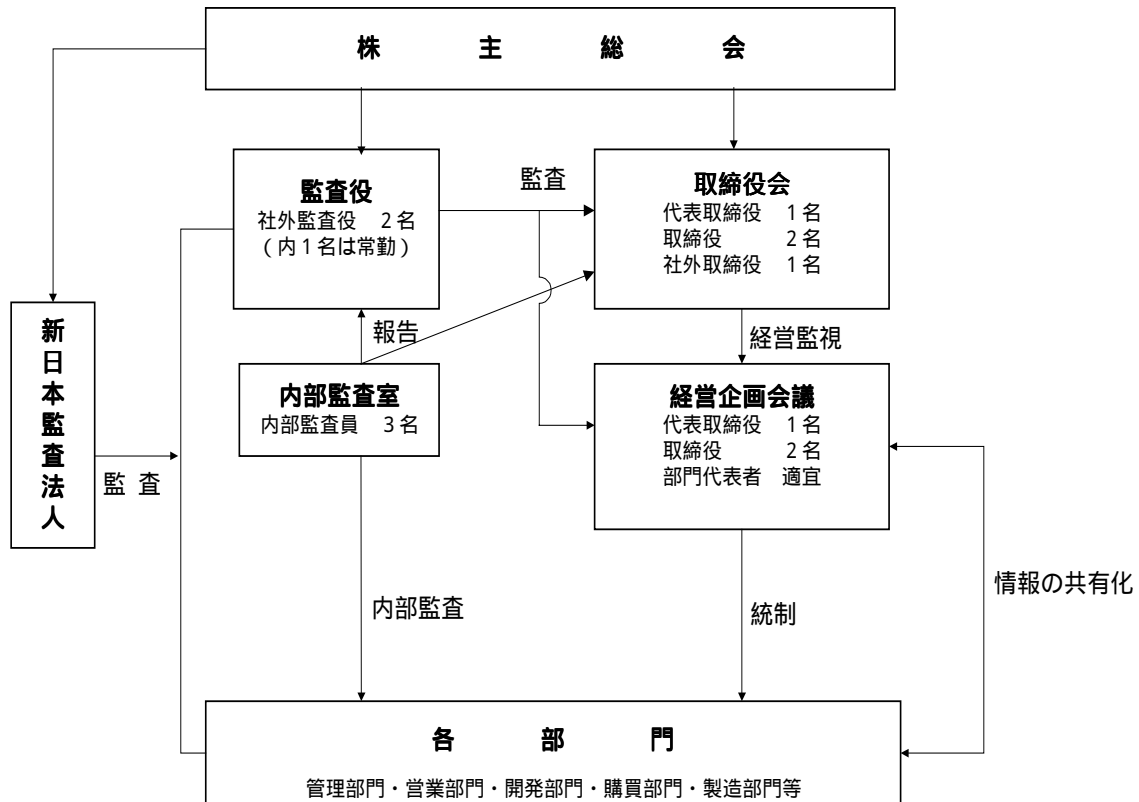 株主総会
監査役
社外監査役 2名
(内1名は常勤)
監査
取締役会
代表取締役 1名
取締役 2名
社外取締役 1名
新日本監査法人
監査
報告
内部監査室
内部監査員 3名
経営監視
経営企画会議
代表取締役 1名
取締役 2名
部門代表者 適宜
内部監査
統制
情報の共有化
各部門
管理部門・営業部門・開発部門・購買部門・製造部門等